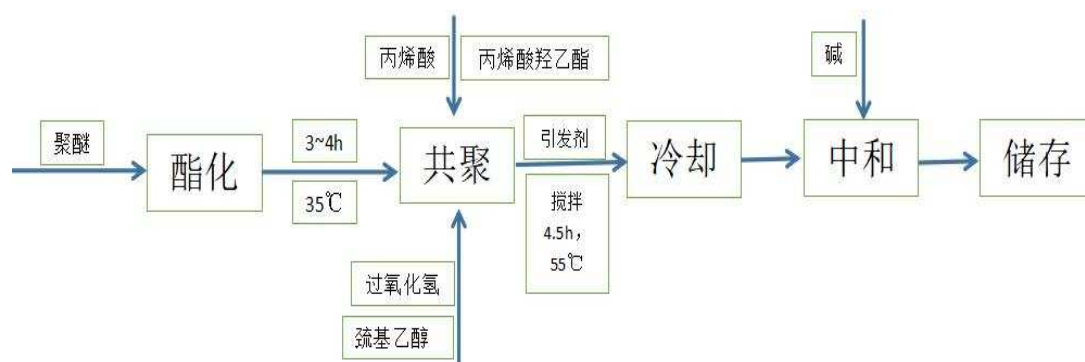 丙烯酸
丙烯酸羟乙酯
碱
聚醚
酯化
3~4h
35℃
共聚
引发剂
搅拌
4.5h，
55℃
冷却
中和
储存
过氧化氢
巯基乙醇